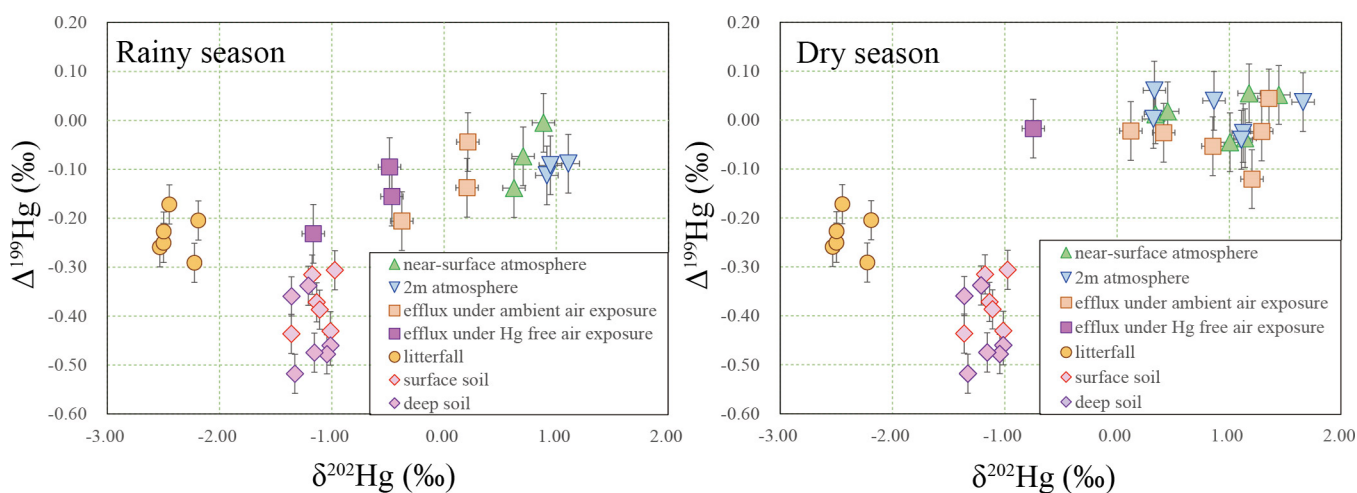 Rainy season
0.20
0.10
0.00
-0.10
-0.20
-0.30
-0.40
-0.50
-0.60
Δ¹⁹⁹Hg (‰)
near-surface atmosphere
2m atmosphere
efflux under ambient air exposure
efflux under Hg free air exposure
litterfall
surface soil
deep soil
-3.00 -2.00 -1.00 0.00 1.00 2.00
δ²⁰²Hg (‰)
Dry season
0.20
0.10
0.00
-0.10
-0.20
-0.30
-0.40
-0.50
-0.60
Δ¹⁹⁹Hg (‰)
near-surface atmosphere
2m atmosphere
efflux under ambient air exposure
efflux under Hg free air exposure
litterfall
surface soil
deep soil
-3.00 -2.00 -1.00 0.00 1.00 2.00
δ²⁰²Hg (‰)